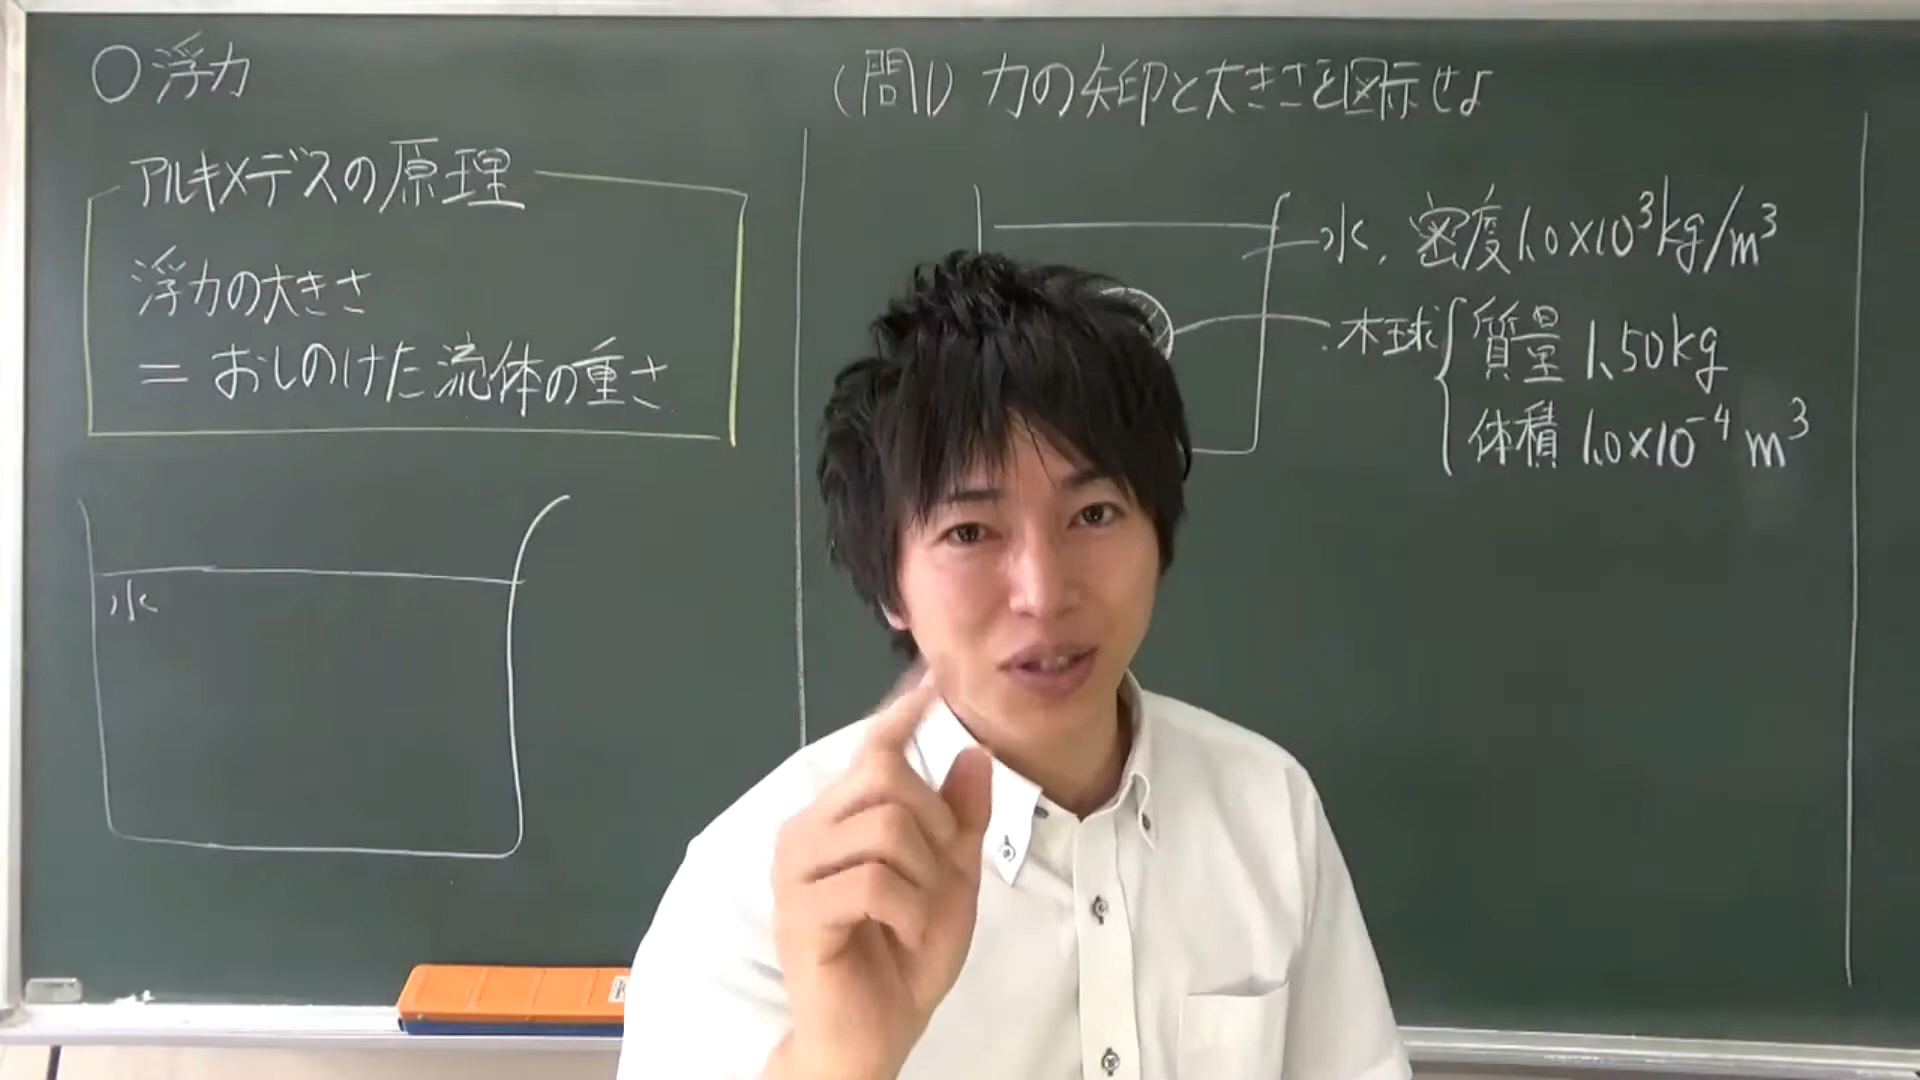 ○浮力
アルキメデスの原理
浮力の大きさ
= おしのけた流体の重さ
水
(問1) 力の矢印と大きさを図示せよ
水, 密度1.0×10³kg/m³
木球{質量 1.50kg
体積 1.0×10⁻⁴ m³